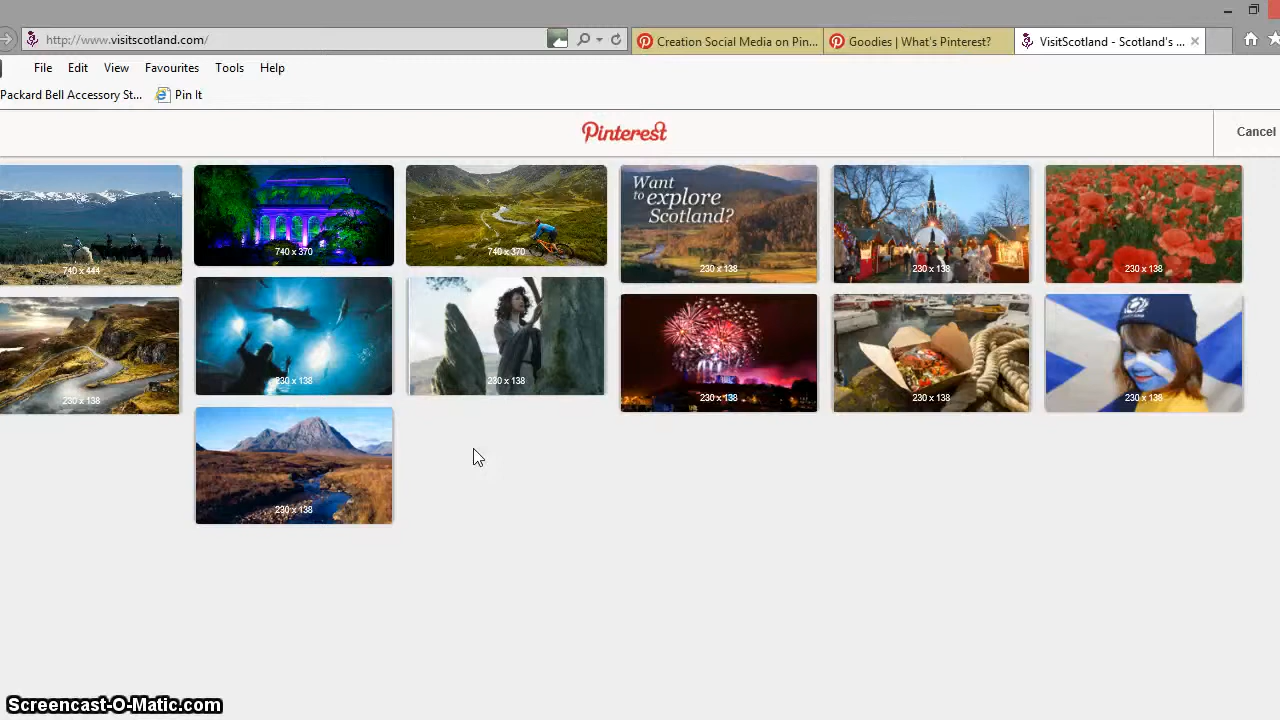 http://www.visitscotland.com/
Creation Social Media on Pin...
Goodies | What's Pinterest?
VisitScotland - Scotland's ...
File Edit View Favourites Tools Help
Packard Bell Accessory St... Pin It
Pinterest
Cancel
740 x 444
740 x 370
740 x 370
Want
to explore
Scotland?
230 x 138
230 x 138
230 x 138
230 x 138
230 x 138
230 x 138
230 x 138
230 x 138
230 x 138
230 x 138
Screencast-O-Matic.com